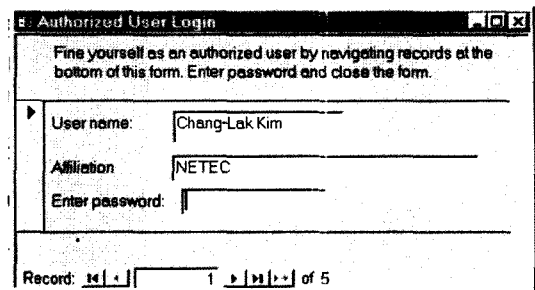 Authorized User Login
Fine yourself as an authorized user by navigating records at the
bottom of this form. Enter password and close the form.
User name: Chang-Lak Kim
Affiliation NETEC
Enter password:
Record: 1 of 5